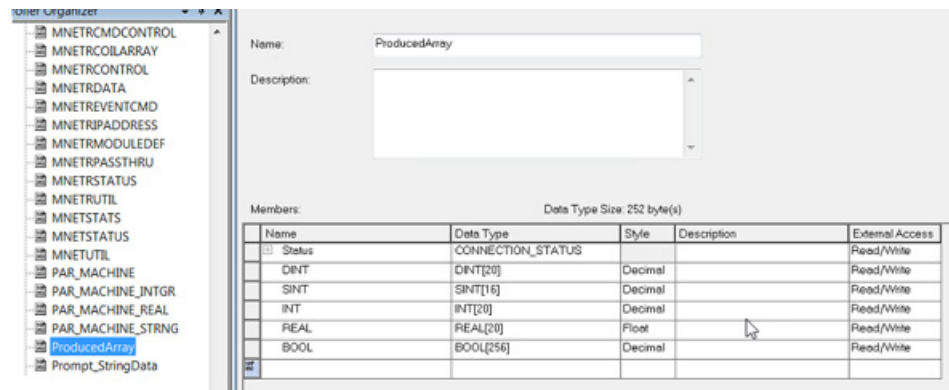 oller Organizer
MNETRCMDCONTROL
MNETRCOILARRAY
MNETRCONTROL
MNETRDATA
MNETREVENTCMD
MNETRIPADDRESS
MNETRMODULEDEF
MNETRPASSTHRU
MNETRSTATUS
MNETRUTIL
MNETSTATS
MNETSTATUS
MNETUTIL
PAR_MACHINE
PAR_MACHINE_INTGR
PAR_MACHINE_REAL
PAR_MACHINE_STRNG
ProducedArray
Prompt_StringData
Name: ProducedArray
Description:
Members: Data Type Size: 252 byte(s)
Name Data Type Style Description External Access
Status CONNECTION_STATUS Read/Write
DINT DINT[20] Decimal Read/Write
SINT SINT[16] Decimal Read/Write
INT INT[20] Decimal Read/Write
REAL REAL[20] Float Read/Write
BOOL BOOL[256] Decimal Read/Write